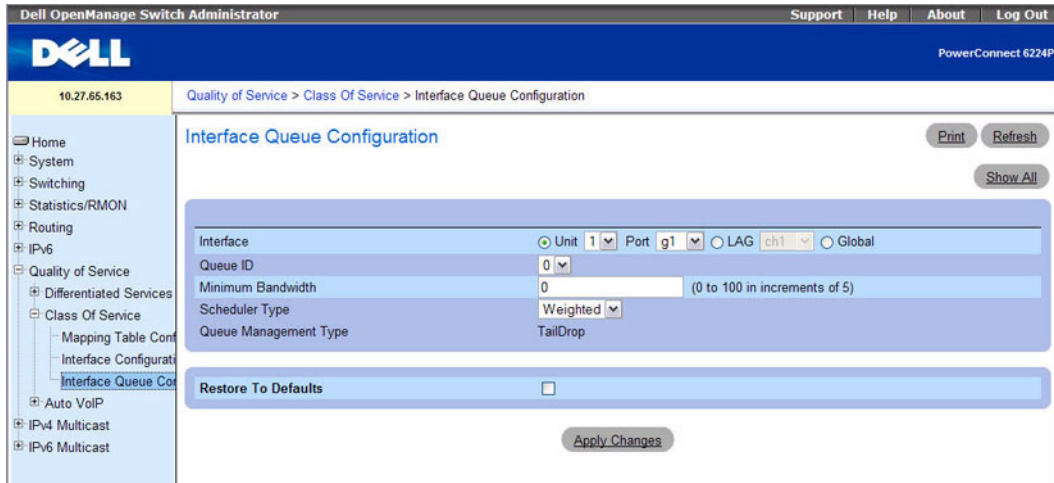 Dell OpenManage Switch Administrator
Support Help About Log Out
DELL
PowerConnect 6224P
10.27.65.163
Quality of Service > Class Of Service > Interface Queue Configuration
Home
System
Switching
Statistics/RMON
Routing
IPv6
Quality of Service
Differentiated Services
Class Of Service
Mapping Table Conf
Interface Configurati
Interface Queue Cor
Auto VoIP
IPv4 Multicast
IPv6 Multicast
Interface Queue Configuration
Print Refresh
Show All
Interface Unit 1 Port g1 LAG ch1 Global
Queue ID 0
Minimum Bandwidth 0 (0 to 100 in increments of 5)
Scheduler Type Weighted
Queue Management Type TailDrop
Restore To Defaults
Apply Changes